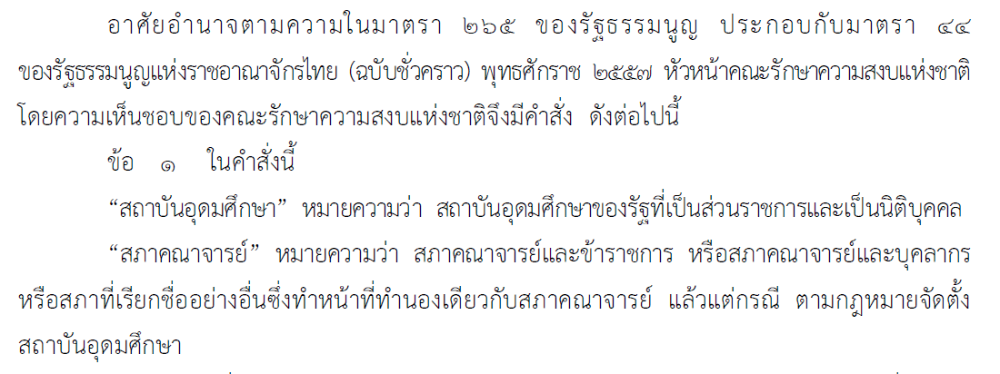 อาศัยอำนาจตามความในมาตรา ๒๖๕ ของรัฐธรรมนูญ ประกอบกับมาตรา ๔๔
ของรัฐธรรมนูญแห่งราชอาณาจักรไทย (ฉบับชั่วคราว) พุทธศักราช ๒๕๕๗ หัวหน้าคณะรักษาความสงบแห่งชาติ
โดยความเห็นชอบของคณะรักษาความสงบแห่งชาติจึงมีคำสั่ง ดังต่อไปนี้
ข้อ ๑ ในคำสั่งนี้
“สถาบันอุดมศึกษา” หมายความว่า สถาบันอุดมศึกษาของรัฐที่เป็นส่วนราชการและเป็นนิติบุคคล
“สภาคณาจารย์” หมายความว่า สภาคณาจารย์และข้าราชการ หรือสภาคณาจารย์และบุคลากร
หรือสภาที่เรียกชื่ออย่างอื่นซึ่งทำหน้าที่ทำนองเดียวกับสภาคณาจารย์ แล้วแต่กรณี ตามกฎหมายจัดตั้ง
สถาบันอุดมศึกษา